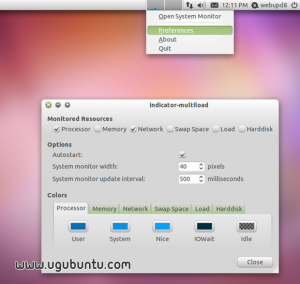 Open System Monitor
12:11 PM webupd8
Preferences
About
Quit
Indicator-multiload
Monitored Resources
Processor Memory Network Swap Space Load Harddisk
Options
Autostart:
System monitor width: 40 pixels
System monitor update interval: 500 milliseconds
Colors
Processor Memory Network Swap Space Load Harddisk
User System Nice IOWait Idle
www.ugubuntu.com
Close